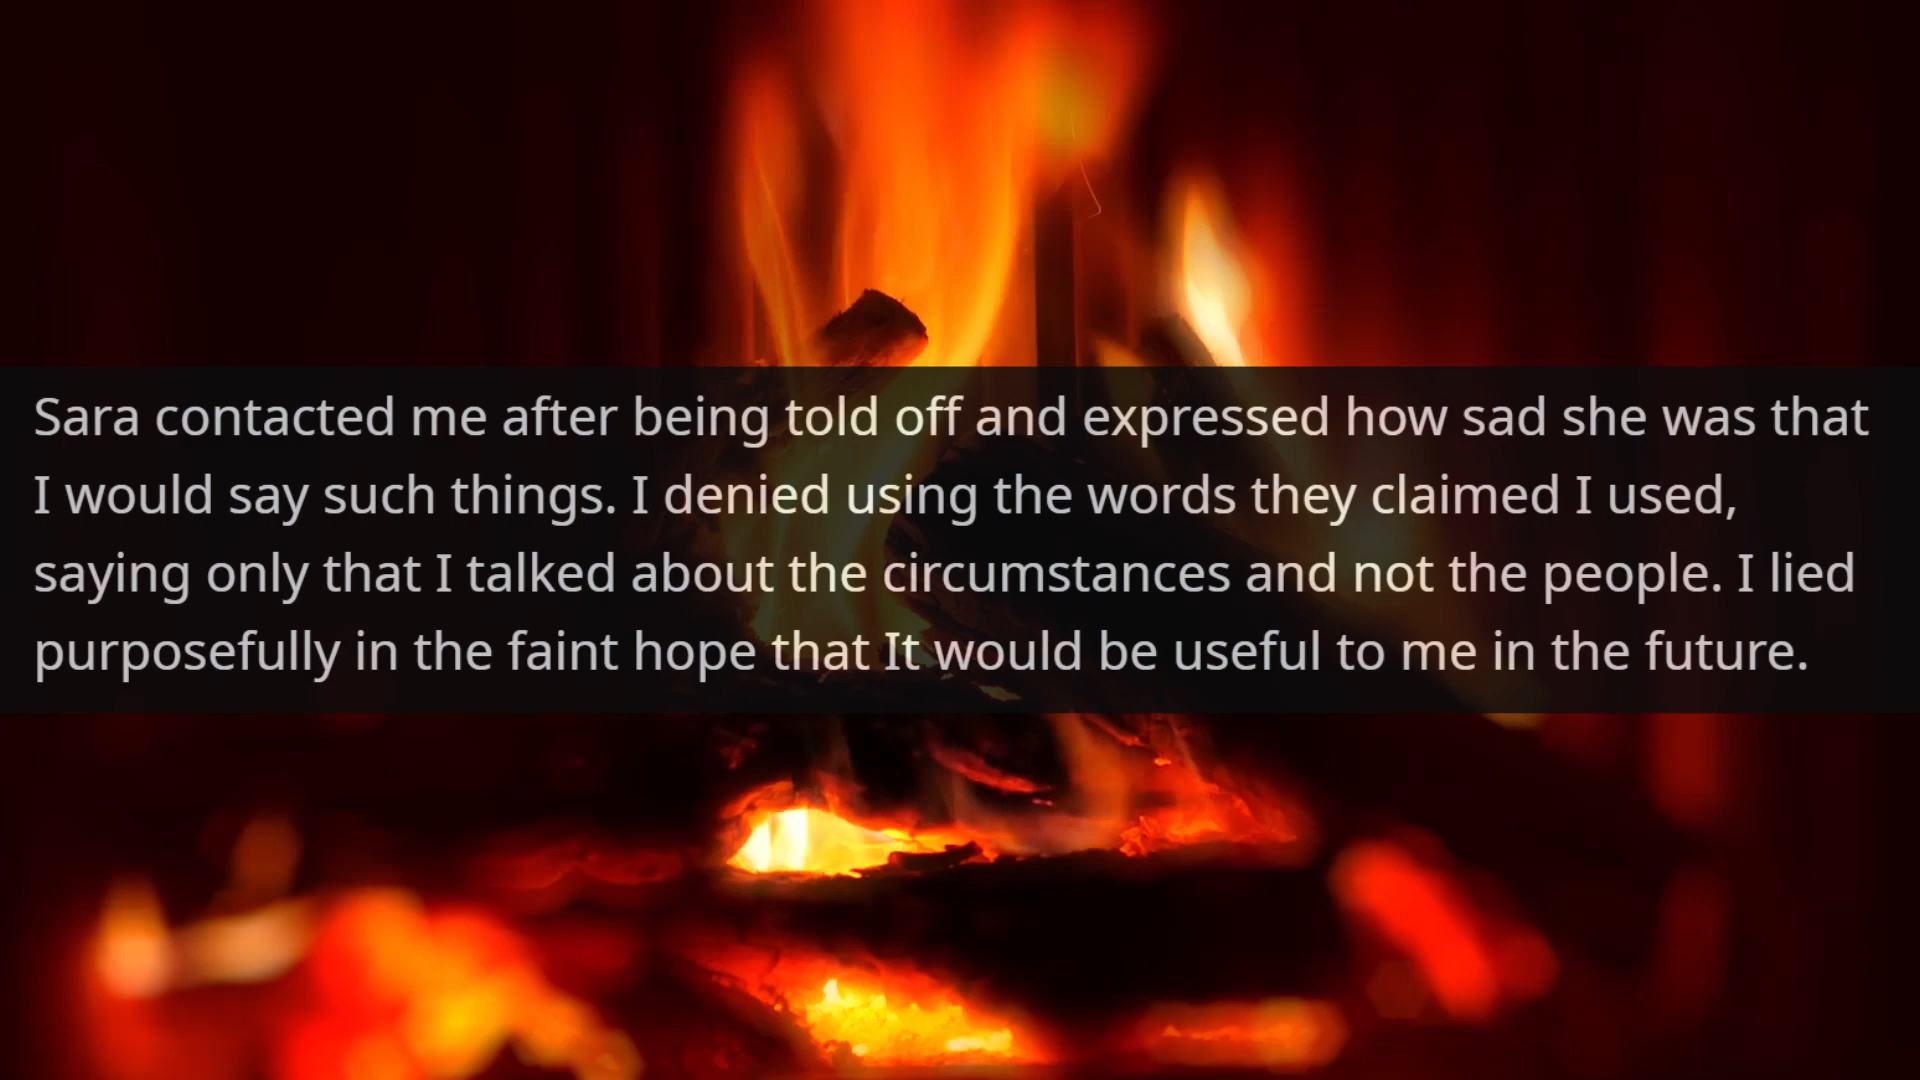 Sara contacted me after being told off and expressed how sad she was that
I would say such things. I denied using the words they claimed I used,
saying only that I talked about the circumstances and not the people. I lied
purposefully in the faint hope that It would be useful to me in the future.